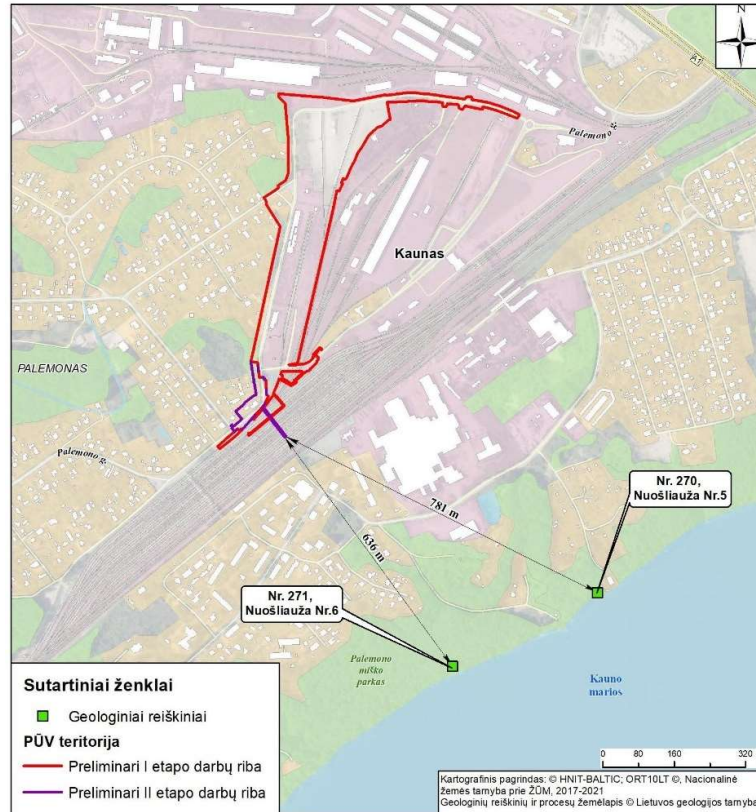 N
A1
Palemono g.
Kaunas
PALEMONAS
Palemono g.
781 m
636 m
Nr. 270,
Nuošliauža Nr.5
Nr. 271,
Nuošliauža Nr.6
Palemono
miško
parkas
Kauno
marios
Sutartiniai ženklai
Geologiniai reiškiniai
PŪV teritorija
Preliminari I etapo darbų riba
Preliminari II etapo darbų riba
0 80 160 320
Kartografinis pagrindas: © HNIT-BALTIC; ORT10LT ©, Nacionalinė
žemės tarnyba prie ŽŪM, 2017-2021
Geologinių reiškinių ir procesų žemėlapis © Lietuvos geologijos tarnyba